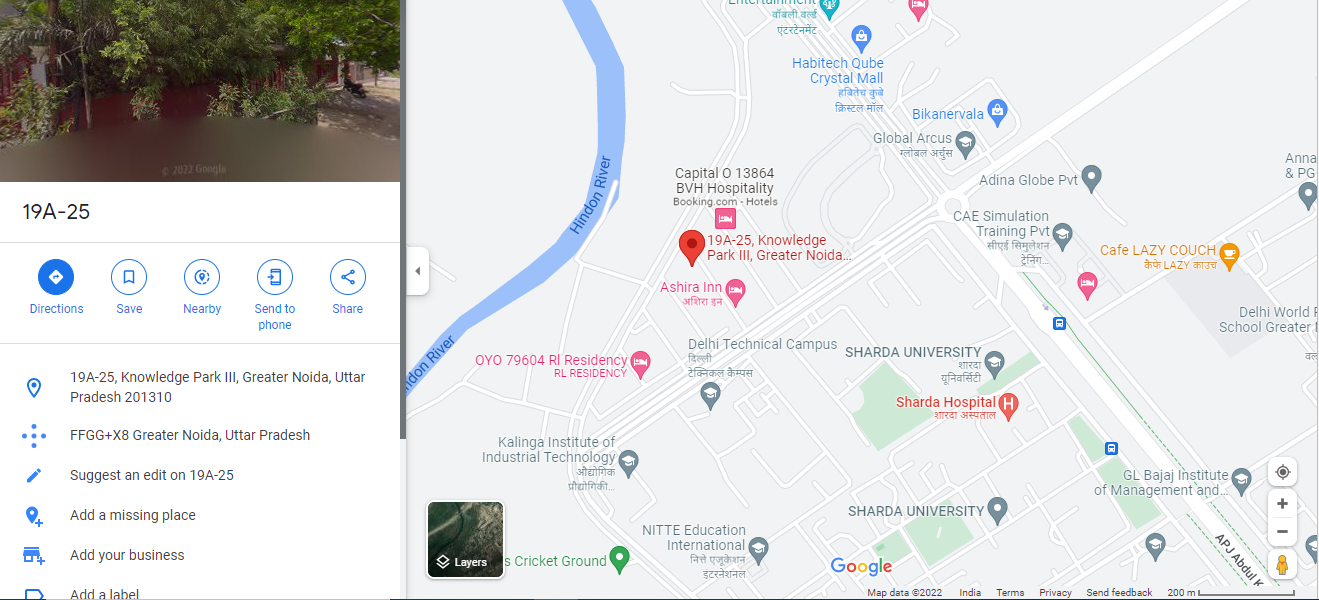 © 2022 Google
19A-25
Directions
Save
Nearby
Send to
phone
Share
19A-25, Knowledge Park III, Greater Noida, Uttar
Pradesh 201310
FFGG+X8 Greater Noida, Uttar Pradesh
Suggest an edit on 19A-25
Add a missing place
Add your business
Add a label
Entertainment
वॉबली वर्ल्ड
एंटरटेनमेंट
Habitech Qube
Crystal Mall
हबितेच कुबे
क्रिस्टल मॉल
Bikanervala
Global Arcus
ग्लोबल अर्चुस
Anna
& PG
Hindon River
Capital O 13864
BVH Hospitality
Booking.com - Hotels
Adina Globe Pvt
CAE Simulation
Training Pvt
सीएई सिमुलेशन
ट्रेनिंग...
19A-25, Knowledge
Park III, Greater Noida...
Cafe LAZY COUCH
कैफे LAZY काउच
Ashira Inn
अशिरा इन
Delhi World P
School Greater N
Hindon River
OYO 79604 Rl Residency
RL RESIDENCY
Delhi Technical Campus
दिल्ली
टेक्निकल कैम्पस
SHARDA UNIVERSITY
शारदा
यूनिवर्सिटी
Sharda Hospital
शारदा अस्पताल
Kalinga Institute of
Industrial Technology
औद्योगिक
प्रौद्योगिकी...
GL Bajaj Institute
of Management and...
SHARDA UNIVERSITY
NITTE Education
International
नित्ते एजूकेशन
इंटरनेशनल
s Cricket Ground
APJ Abdul K
Layers
Google
Map data ©2022
India
Terms
Privacy
Send feedback
200 m